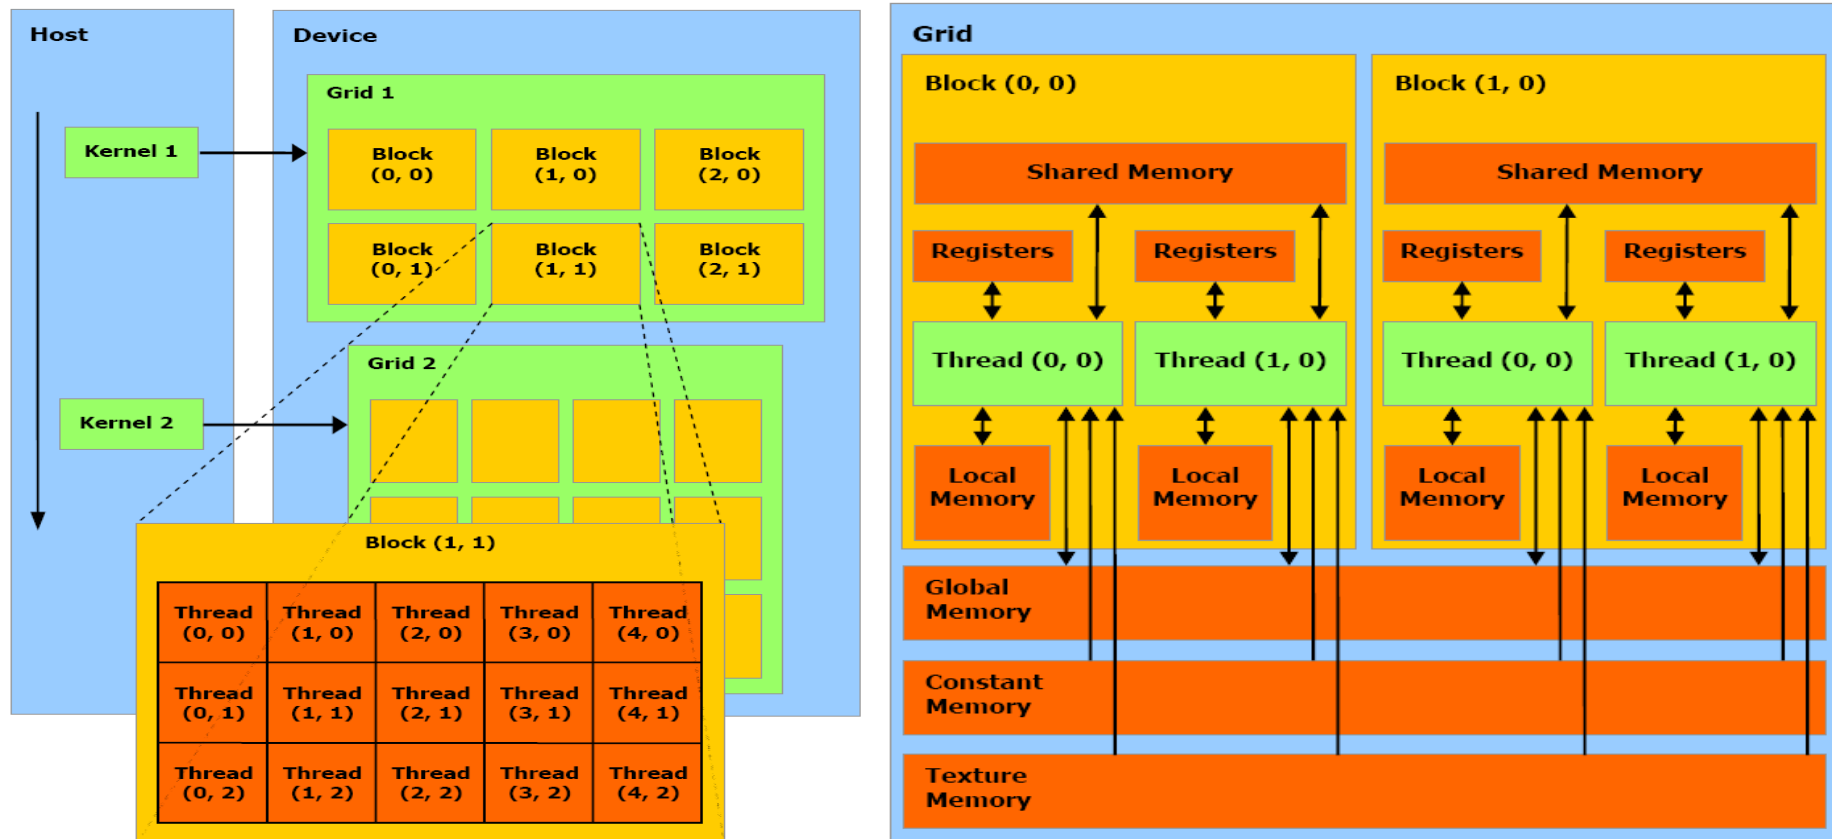 Host
Kernel 1
Kernel 2
Device
Grid 1
Block
(0, 0)
Block
(1, 0)
Block
(2, 0)
Block
(0, 1)
Block
(1, 1)
Block
(2, 1)
Grid 2
Block (1, 1)
Thread
(0, 0)
Thread
(1, 0)
Thread
(2, 0)
Thread
(3, 0)
Thread
(4, 0)
Thread
(0, 1)
Thread
(1, 1)
Thread
(2, 1)
Thread
(3, 1)
Thread
(4, 1)
Thread
(0, 2)
Thread
(1, 2)
Thread
(2, 2)
Thread
(3, 2)
Thread
(4, 2)
Grid
Block (0, 0)
Shared Memory
Registers
Registers
Thread (0, 0)
Thread (1, 0)
Local
Memory
Local
Memory
Block (1, 0)
Shared Memory
Registers
Registers
Thread (0, 0)
Thread (1, 0)
Local
Memory
Local
Memory
Global
Memory
Constant
Memory
Texture
Memory